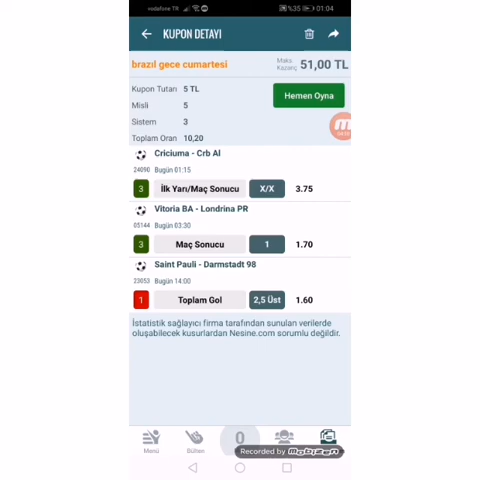 vodafone TR %35 01:04
KUPON DETAYI
brazıl gece cumartesi
Maks. Kazanç 51,00 TL
Kupon Tutarı 5 TL
Misli 5
Sistem 3
Toplam Oran 10,20
Hemen Oyna
Criciuma - Crb Al
24090 Bugün 01:15
3 İlk Yarı/Maç Sonucu X/X 3.75
Vitoria BA - Londrina PR
05144 Bugün 03:30
3 Maç Sonucu 1 1.70
Saint Pauli - Darmstadt 98
23053 Bugün 14:00
1 Toplam Gol 2,5 Üst 1.60
İstatistik sağlayıcı firma tarafından sunulan verilerde
oluşabilecek kusurlardan Nesine.com sorumlu değildir.
0
Menü Bülten
Recorded by mobizen